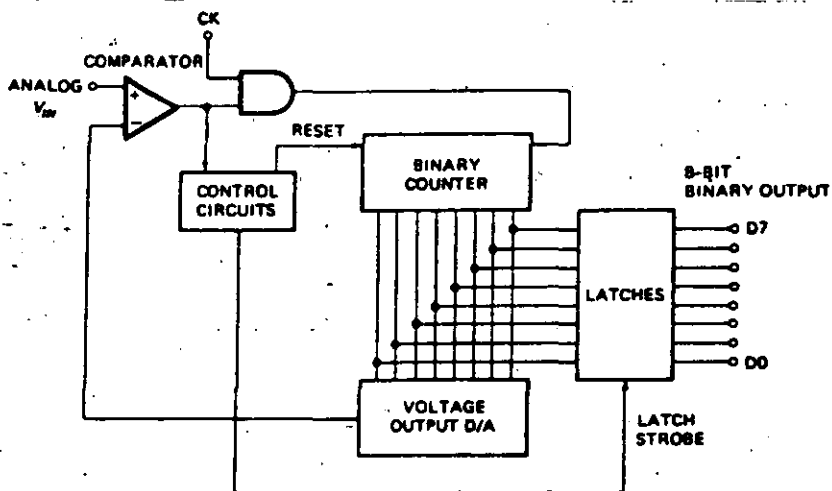 CK
COMPARATOR
ANALOG
VIN
+
−
RESET
BINARY
COUNTER
8-BIT
BINARY OUTPUT
CONTROL
CIRCUITS
D7
LATCHES
D0
VOLTAGE
OUTPUT D/A
LATCH
STROBE